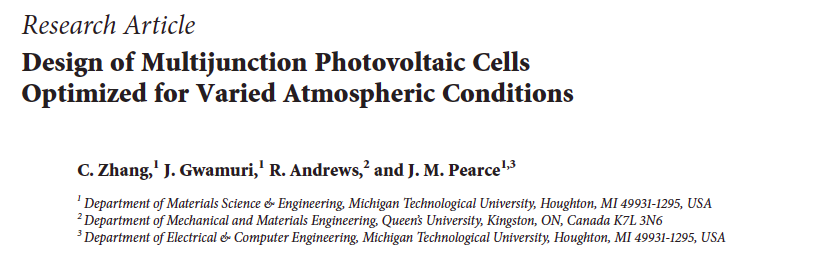 Research Article
Design of Multijunction Photovoltaic Cells
Optimized for Varied Atmospheric Conditions
C. Zhang,¹ J. Gwamuri,¹ R. Andrews,² and J. M. Pearce¹,³
¹ Department of Materials Science & Engineering, Michigan Technological University, Houghton, MI 49931-1295, USA
² Department of Mechanical and Materials Engineering, Queen's University, Kingston, ON, Canada K7L 3N6
³ Department of Electrical & Computer Engineering, Michigan Technological University, Houghton, MI 49931-1295, USA